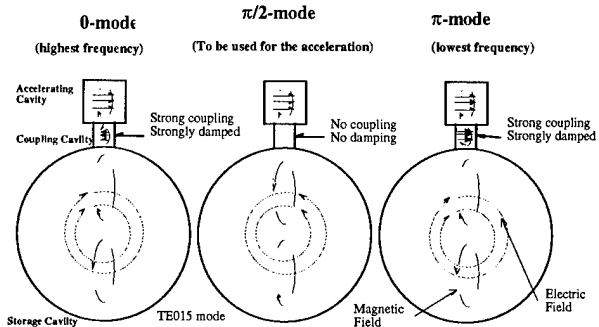 0-mode
π/2-mode
π-mode
(highest frequency)
(To be used for the acceleration)
(lowest frequency)
Accelerating
Cavity
Strong coupling
Strongly damped
Coupling Cavity
No coupling
No damping
Strong coupling
Strongly damped
Storage Cavity
TE015 mode
Magnetic
Field
Electric
Field